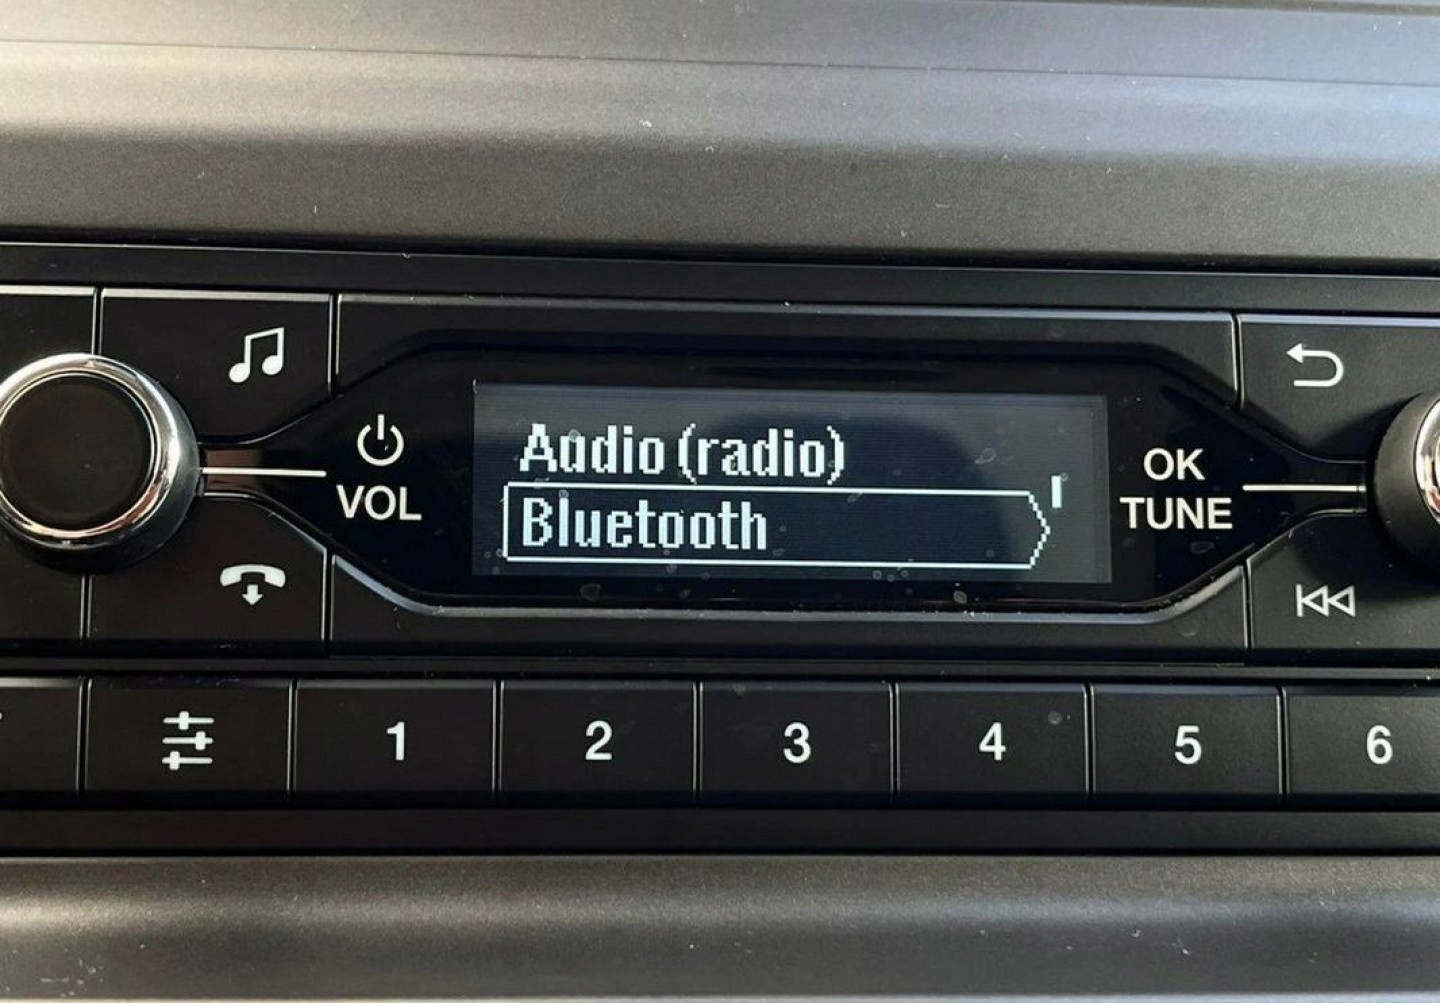 Audio (radio)
Bluetooth
VOL
OK
TUNE
1
2
3
4
5
6